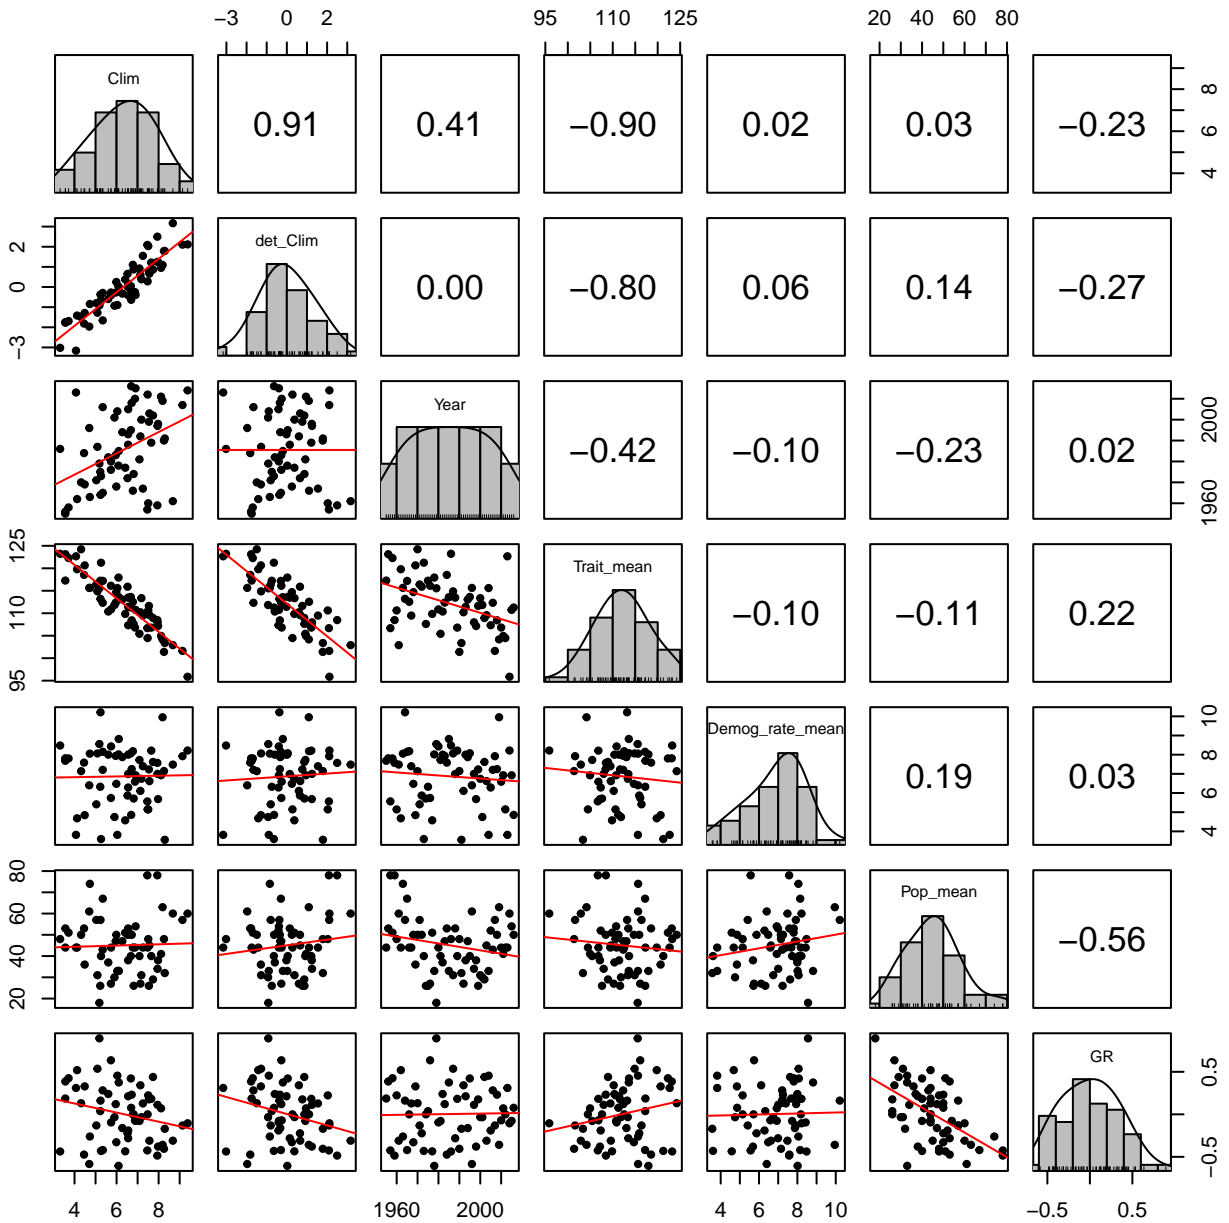 −3 0 2 95 110 125 20 40 60 80
Clim 0.91 0.41 −0.90 0.02 0.03 −0.23 4 6 8
−3 0 2 det_Clim 0.00 −0.80 0.06 0.14 −0.27
Year −0.42 −0.10 −0.23 0.02 1960 2000
95 110 125 Trait_mean −0.10 −0.11 0.22
Demog_rate_mean 0.19 0.03 4 6 8 10
20 40 60 80 Pop_mean −0.56
GR −0.5 0.5
4 6 8 1960 2000 4 6 8 10 −0.5 0.5